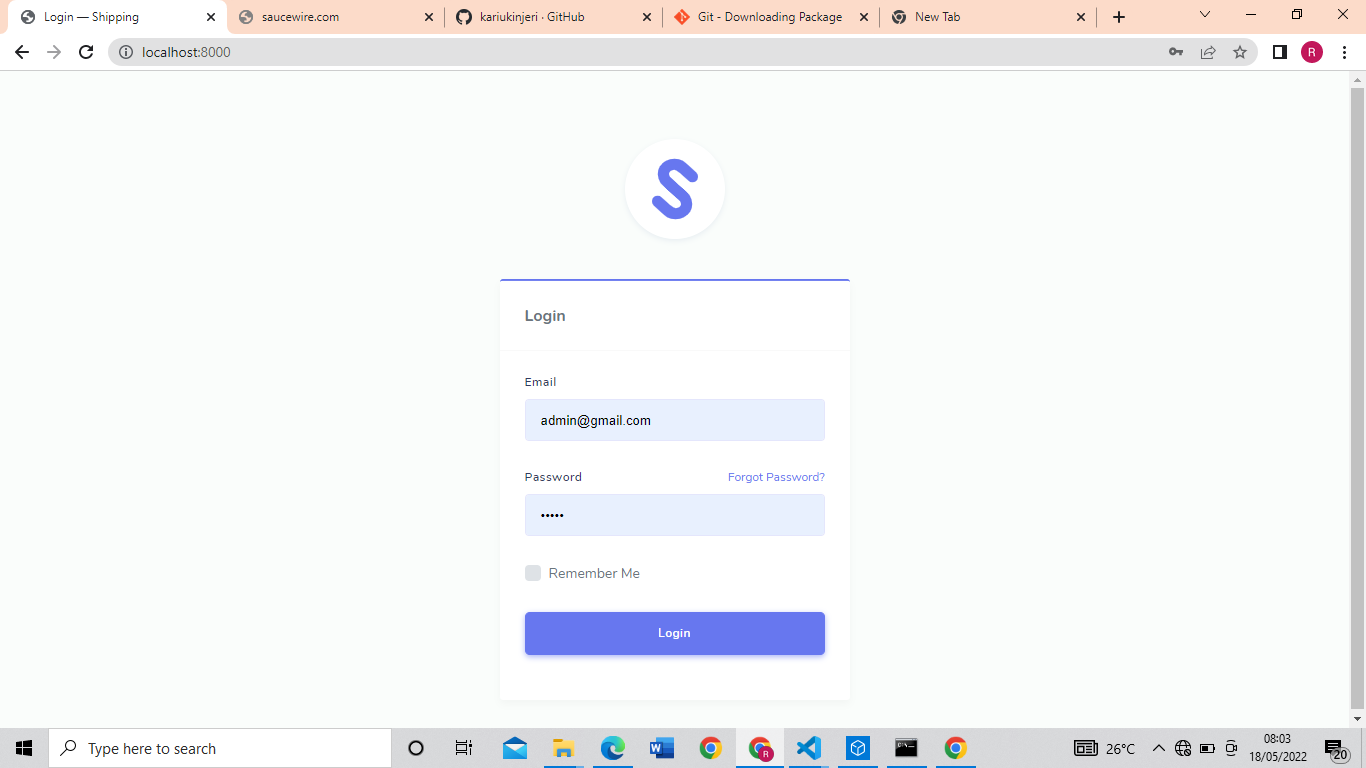 Login — Shipping
saucewire.com
kariukinjeri · GitHub
Git - Downloading Package
New Tab
localhost:8000
R
S
Login
Email
admin@gmail.com
Password Forgot Password?
•••••
Remember Me
Login
Type here to search
R
26°C
08:03
18/05/2022
20